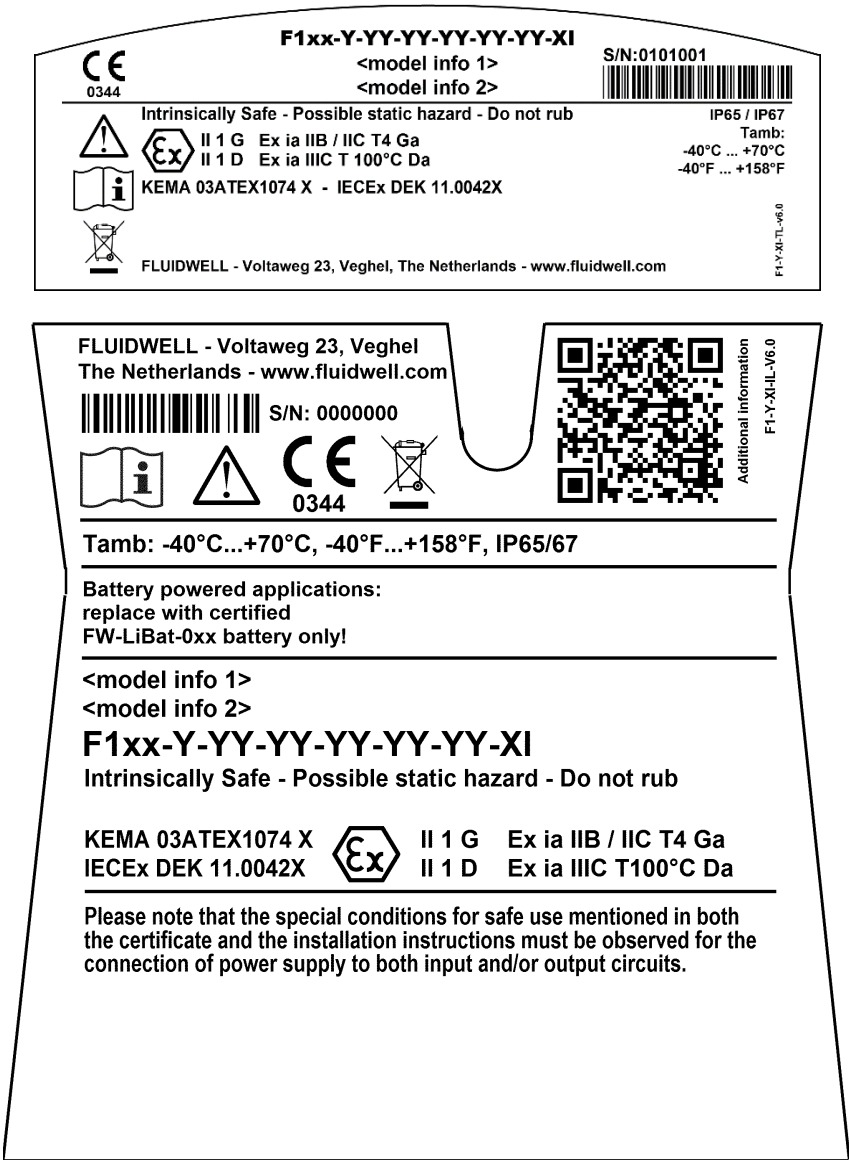 F1xx-Y-YY-YY-YY-YY-YY-XI
<model info 1>
<model info 2>
S/N:0101001
CE
0344
Intrinsically Safe - Possible static hazard - Do not rub
IP65 / IP67
Tamb:
-40°C ... +70°C
-40°F ... +158°F
Ex
II 1 G Ex ia IIB / IIC T4 Ga
II 1 D Ex ia IIIC T 100°C Da
i
KEMA 03ATEX1074 X - IECEx DEK 11.0042X
FLUIDWELL - Voltaweg 23, Veghel, The Netherlands - www.fluidwell.com
F1-Y-XI-TL-v6.0
FLUIDWELL - Voltaweg 23, Veghel
The Netherlands - www.fluidwell.com
S/N: 0000000
i
CE
0344
Additional information
F1-Y-XI-IL-V6.0
Tamb: -40°C...+70°C, -40°F...+158°F, IP65/67
Battery powered applications:
replace with certified
FW-LiBat-0xx battery only!
<model info 1>
<model info 2>
F1xx-Y-YY-YY-YY-YY-YY-XI
Intrinsically Safe - Possible static hazard - Do not rub
KEMA 03ATEX1074 X
IECEx DEK 11.0042X
Ex
II 1 G Ex ia IIB / IIC T4 Ga
II 1 D Ex ia IIIC T100°C Da
Please note that the special conditions for safe use mentioned in both
the certificate and the installation instructions must be observed for the
connection of power supply to both input and/or output circuits.